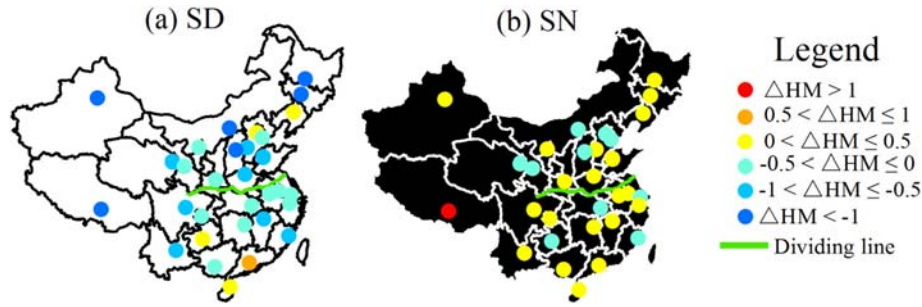 (a) SD
(b) SN
Legend
△HM > 1
0.5 < △HM ≤ 1
0 < △HM ≤ 0.5
-0.5 < △HM ≤ 0
-1 < △HM ≤ -0.5
△HM < -1
Dividing line